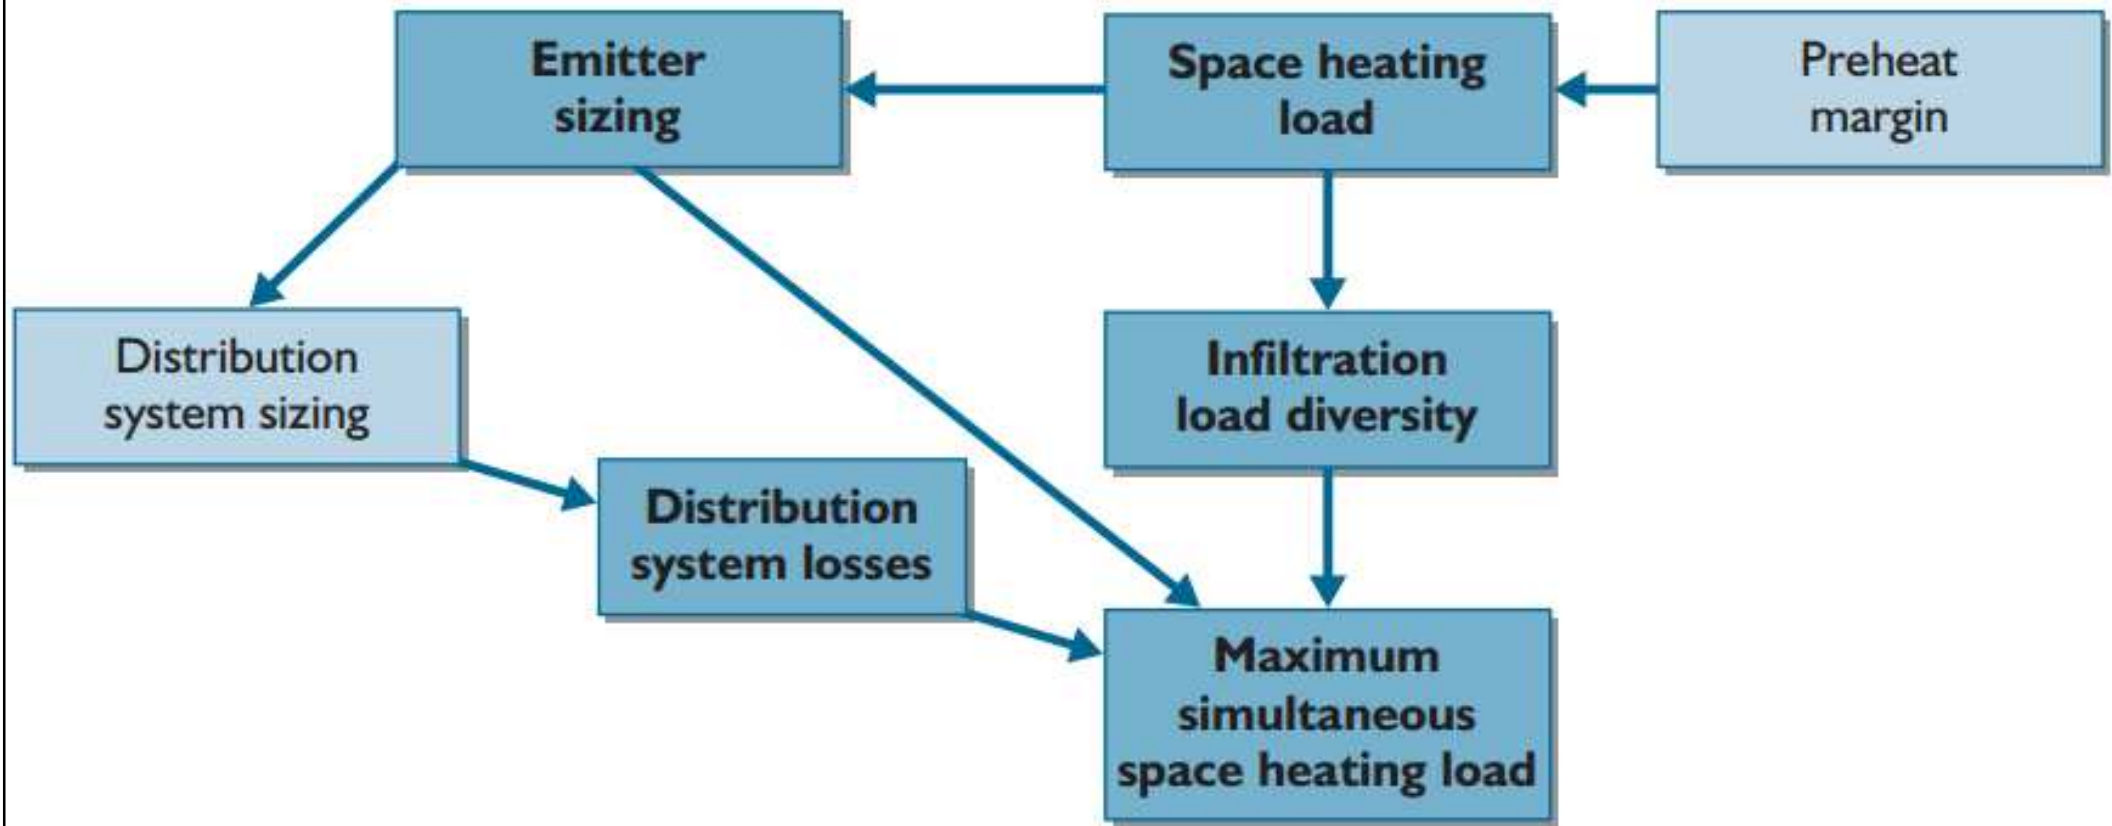 Emitter
sizing
Space heating
load
Preheat
margin
Distribution
system sizing
Infiltration
load diversity
Distribution
system losses
Maximum
simultaneous
space heating load